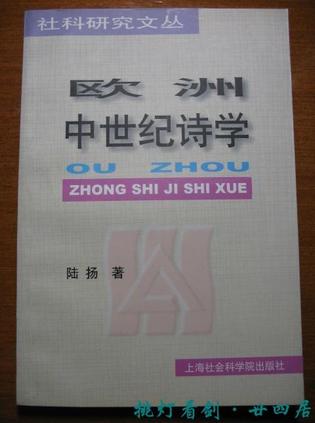 社科研究文丛
欧洲
中世纪诗学
OU ZHOU
ZHONG SHI JI SHI XUE
陆扬 著
上海社会科学院出版社
挑灯看剑·廿四居